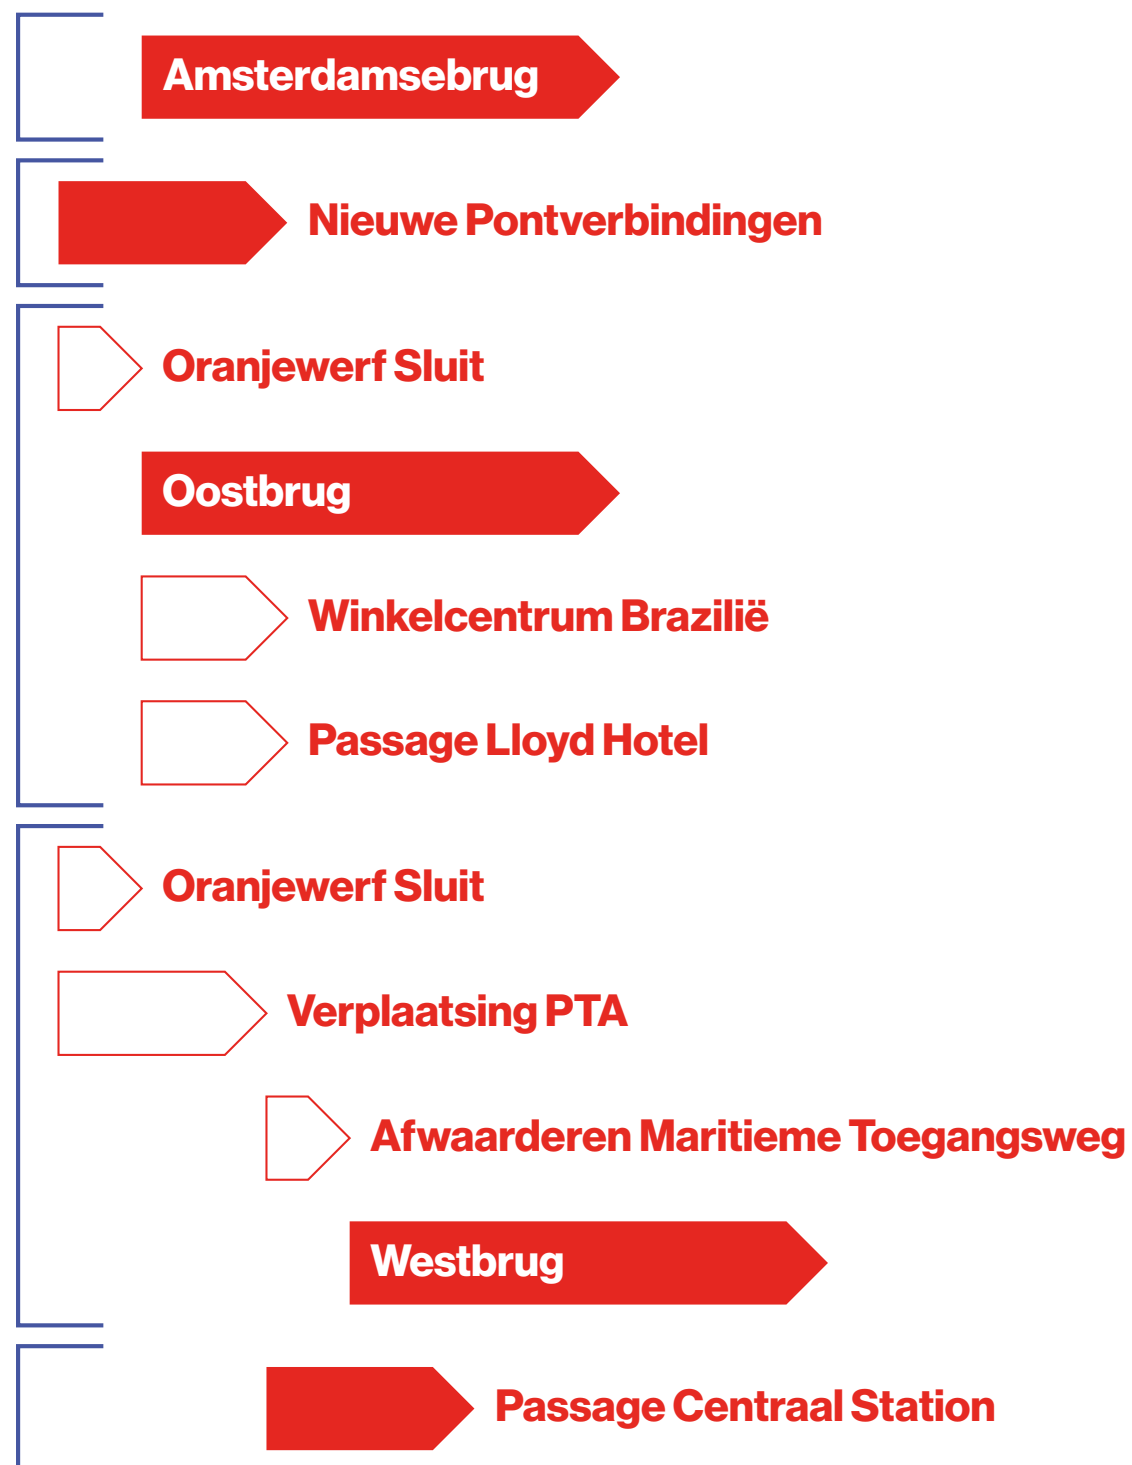 Amsterdamsebrug
Nieuwe Pontverbindingen
Oranjewerf Sluit
Oostbrug
Winkelcentrum Brazilië
Passage Lloyd Hotel
Oranjewerf Sluit
Verplaatsing PTA
Afwaarderen Maritieme Toegangsweg
Westbrug
Passage Centraal Station